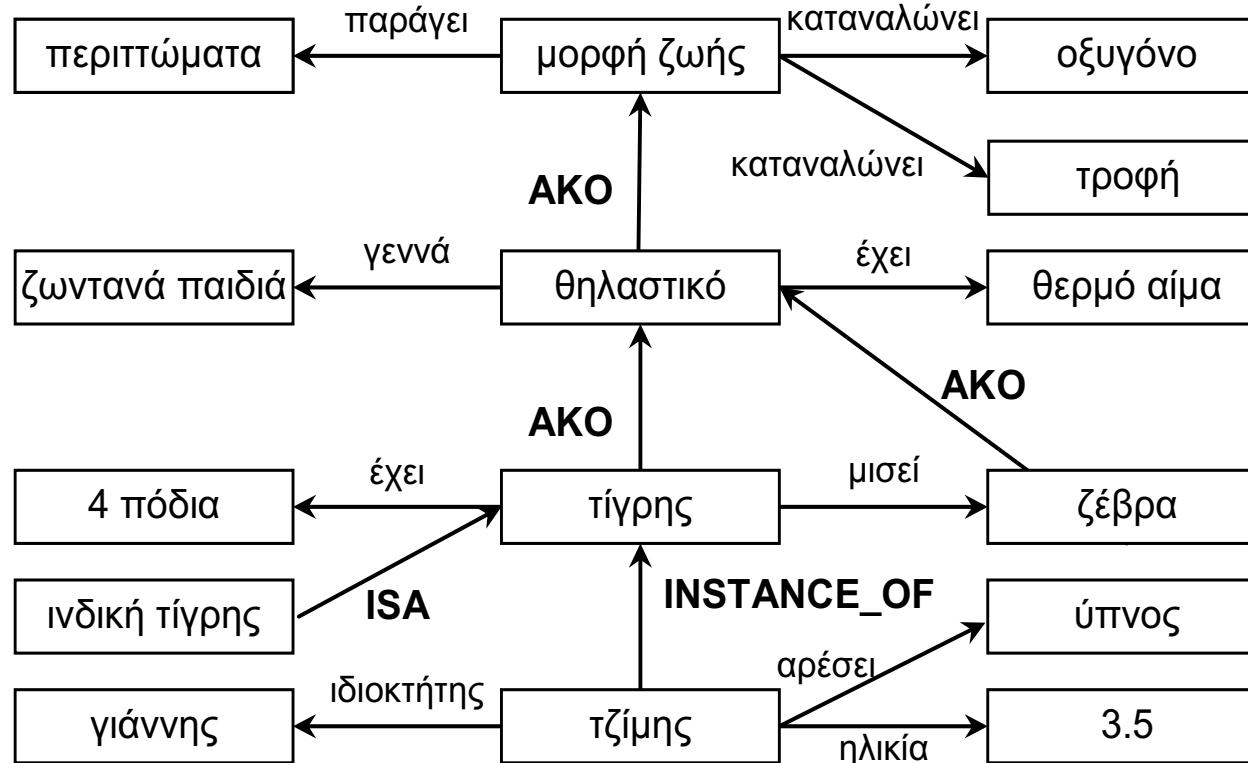 παράγει
καταναλώνει
περιττώματα
μορφή ζωής
οξυγόνο
καταναλώνει
τροφή
AKO
γεννά
έχει
ζωντανά παιδιά
θηλαστικό
θερμό αίμα
AKO
AKO
έχει
μισεί
4 πόδια
τίγρης
ζέβρα
ινδική τίγρης
ISA
INSTANCE_OF
ύπνος
ιδιοκτήτης
αρέσει
γιάννης
τζίμης
3.5
ηλικία